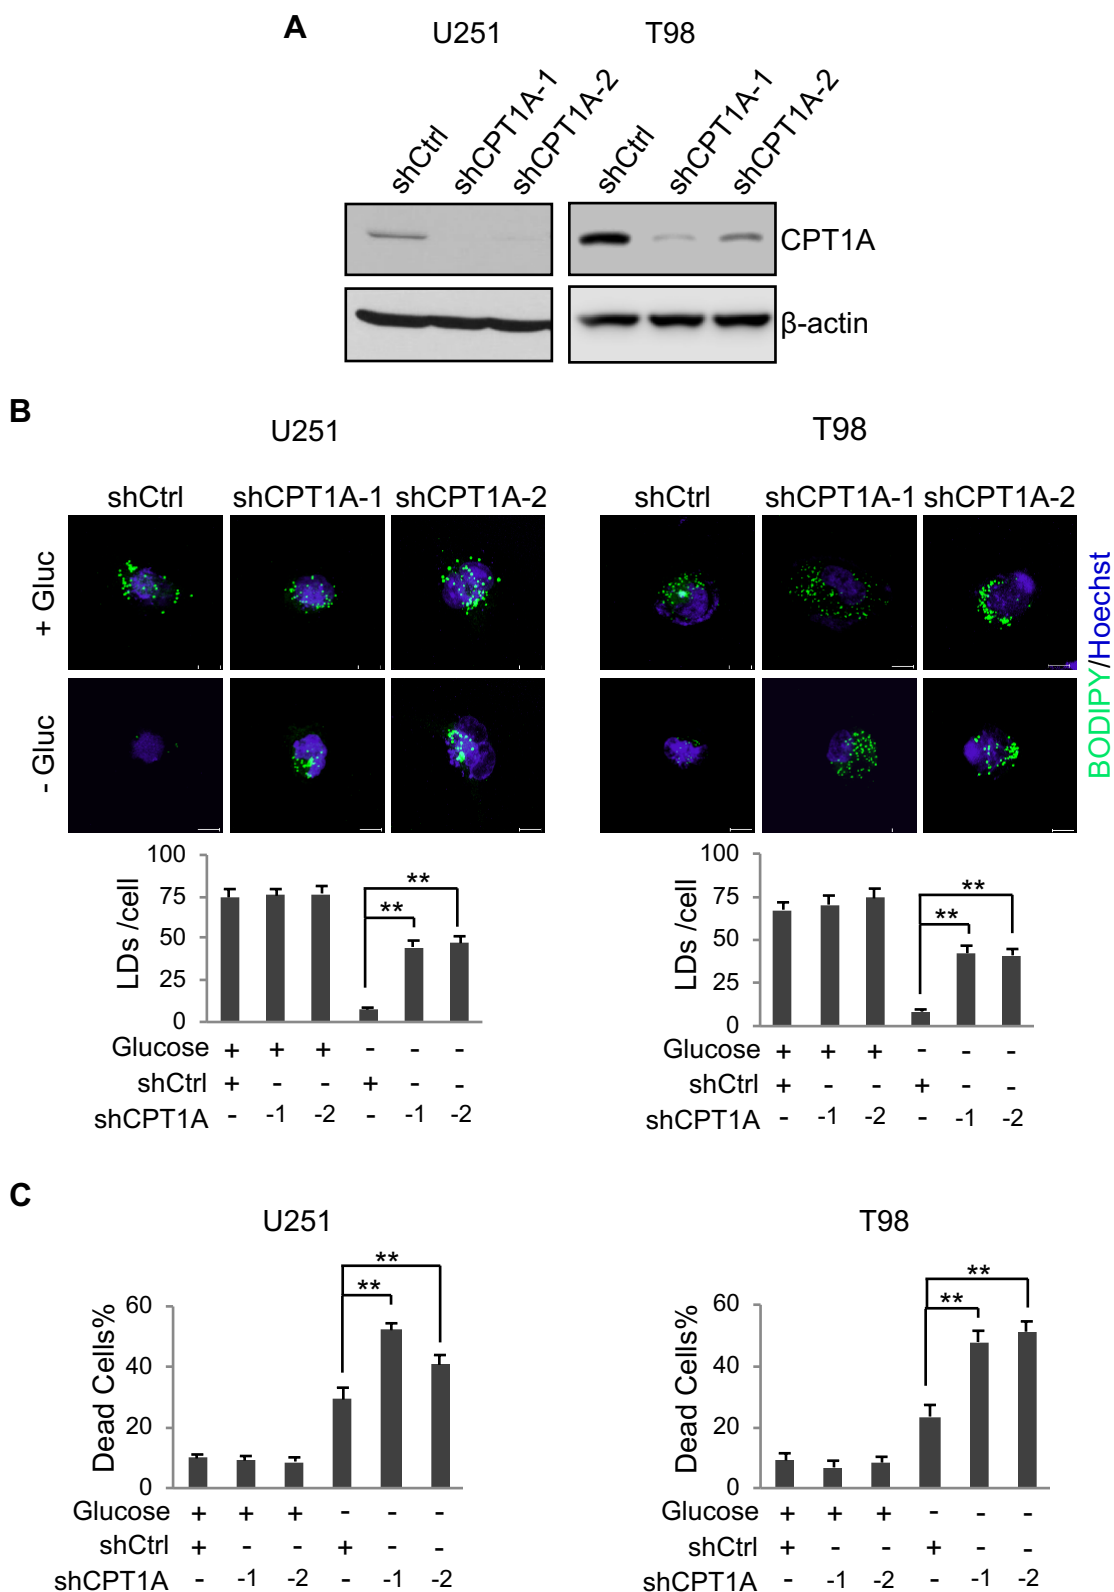 A
U251 T98
shCtrl shCPT1A-1 shCPT1A-2 shCtrl shCPT1A-1 shCPT1A-2
CPT1A
β-actin
B
U251 T98
shCtrl shCPT1A-1 shCPT1A-2 shCtrl shCPT1A-1 shCPT1A-2
+ Gluc
- Gluc
BODIPY/Hoechst
100 75 50 25 0
LDs /cell
** **
Glucose + + + - - -
shCtrl + - - + - -
shCPT1A - -1 -2 - -1 -2
100 75 50 25 0
LDs /cell
** **
Glucose + + + - - -
shCtrl + - - + - -
shCPT1A - -1 -2 - -1 -2
C
U251 T98
60 40 20 0
Dead Cells%
** **
Glucose + + + - - -
shCtrl + - - + - -
shCPT1A - -1 -2 - -1 -2
60 40 20 0
Dead Cells%
** **
Glucose + + + - - -
shCtrl + - - + - -
shCPT1A - -1 -2 - -1 -2